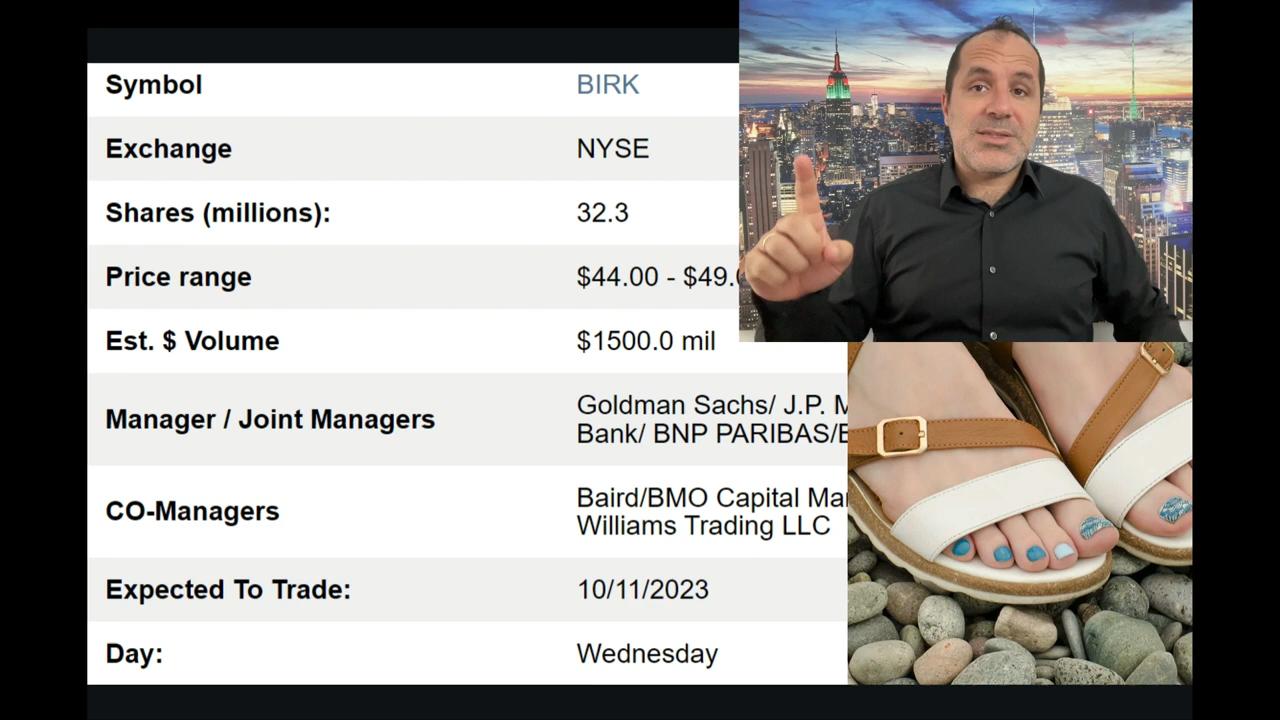 Symbol BIRK
Exchange NYSE
Shares (millions): 32.3
Price range $44.00 - $49.
Est. $ Volume $1500.0 mil
Manager / Joint Managers Goldman Sachs/ J.P.
Bank/ BNP PARIBAS/
CO-Managers Baird/BMO Capital
Williams Trading LLC
Expected To Trade: 10/11/2023
Day: Wednesday